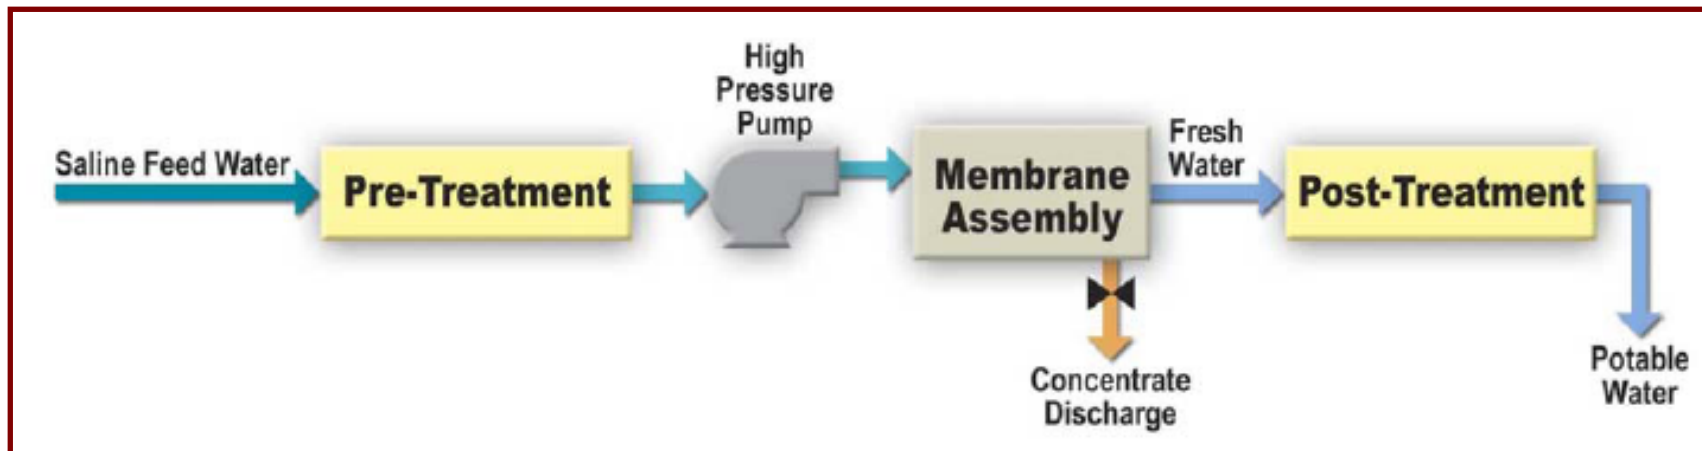 Saline Feed Water
Pre-Treatment
High
Pressure
Pump
Membrane
Assembly
Fresh
Water
Post-Treatment
Concentrate
Discharge
Potable
Water